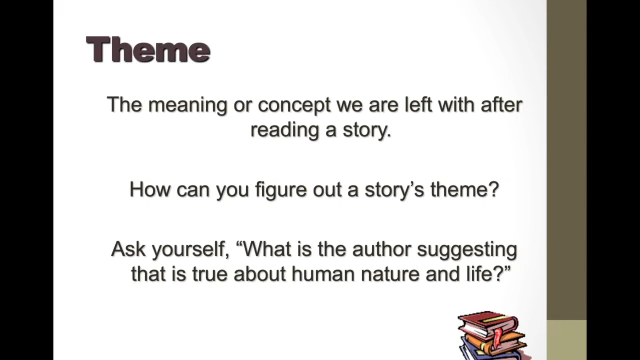 Theme
The meaning or concept we are left with after
reading a story.
How can you figure out a story’s theme?
Ask yourself, “What is the author suggesting
that is true about human nature and life?”